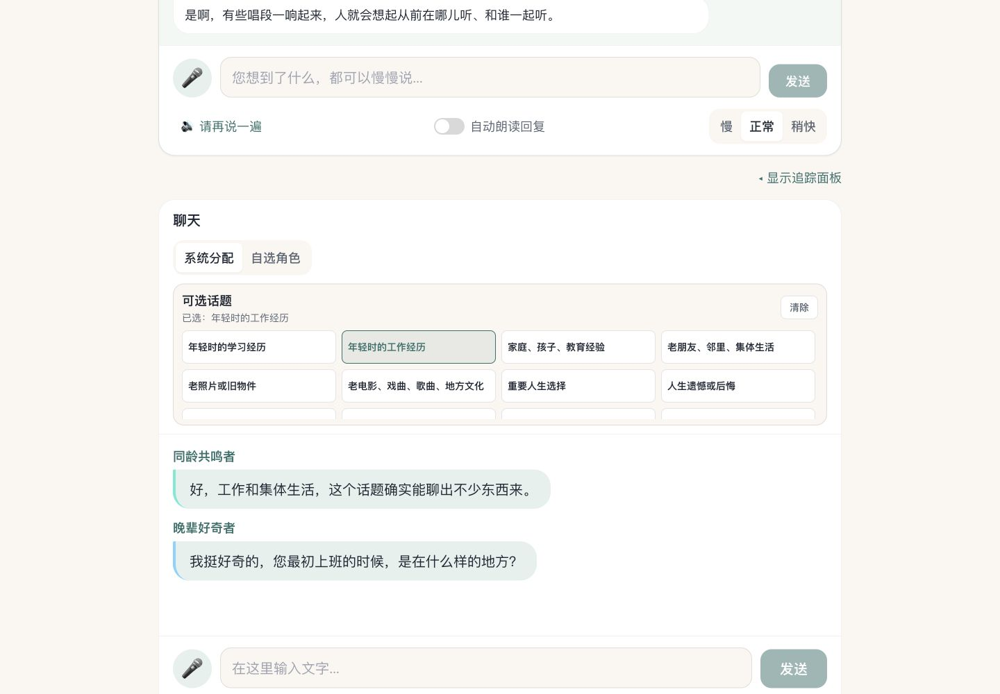 是啊，有些唱段一响起来，人就会想起从前在哪儿听、和谁一起听。
您想到了什么，都可以慢慢说...
发送
请再说一遍
自动朗读回复
慢 正常 稍快
◂ 显示追踪面板
聊天
系统分配 自选角色
可选话题
已选：年轻时的工作经历
清除
年轻时的学习经历 年轻时的工作经历 家庭、孩子、教育经验 老朋友、邻里、集体生活
老照片或旧物件 老电影、戏曲、歌曲、地方文化 重要人生选择 人生遗憾或后悔
同龄共鸣者
好，工作和集体生活，这个话题确实能聊出不少东西来。
晚辈好奇者
我挺好奇的，您最初上班的时候，是在什么样的地方？
在这里输入文字...
发送